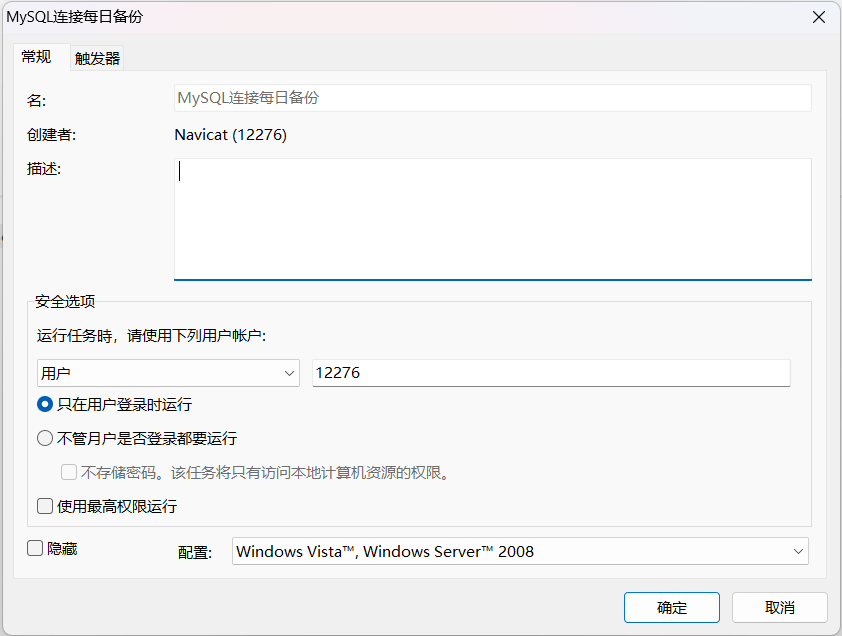 MySQL连接每日备份
常规
触发器
名:
MySQL连接每日备份
创建者:
Navicat (12276)
描述:
安全选项
运行任务時，请使用下列用户帐户:
用户
12276
只在用户登录时运行
不管月户是否登录都要运行
不存储密码。该任务将只有访问本地计算机资源的权限。
使用最高权限运行
隐藏
配置:
Windows Vista™, Windows Server™ 2008
确定
取消